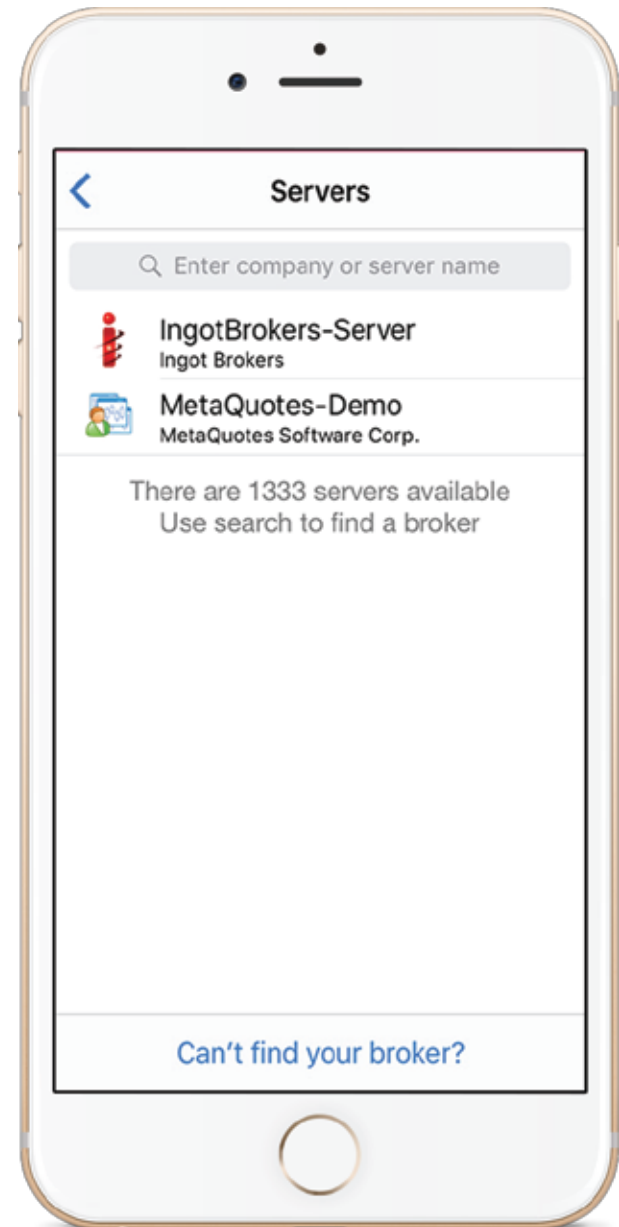 Servers
Enter company or server name
IngotBrokers-Server
Ingot Brokers
MetaQuotes-Demo
MetaQuotes Software Corp.
There are 1333 servers available
Use search to find a broker
Can't find your broker?